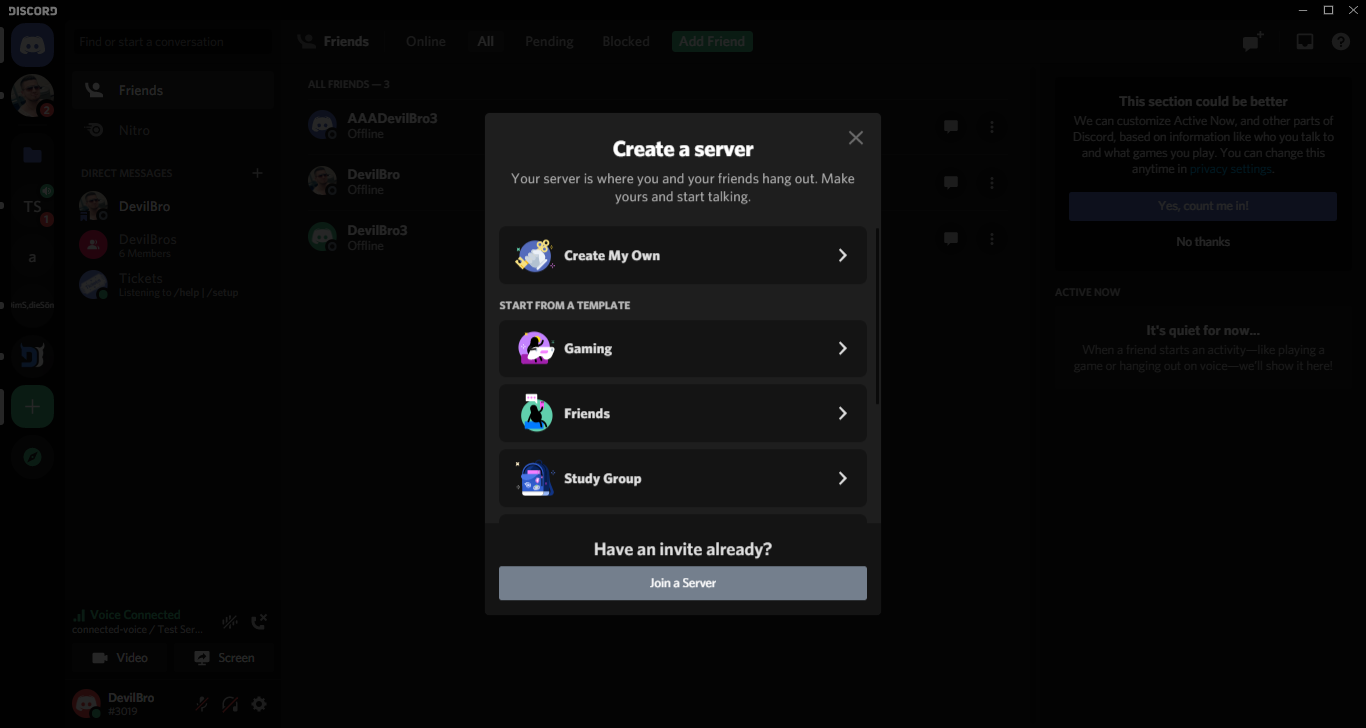 DISCORD
Find or start a conversation
Friends
Online
All
Pending
Blocked
Add Friend
2
TS
1
a
Friends
Nitro
DIRECT MESSAGES
DevilBro
DevilBros
6 Members
Tickets
Listening to /help | /setup
ALL FRIENDS — 3
AAADevilBro3
Offline
DevilBro
Offline
DevilBro3
Offline
Create a server
Your server is where you and your friends hang out. Make
yours and start talking.
Create My Own
START FROM A TEMPLATE
Gaming
Friends
Study Group
Have an invite already?
Join a Server
This section could be better
We can customize Active Now, and other parts of
Discord, based on information like who you talk to
and what games you play. You can change this
anytime in privacy settings.
Yes, count me in!
No thanks
ACTIVE NOW
It's quiet for now...
When a friend starts an activity—like playing a
game or hanging out on voice—we'll show it here!
Voice Connected
connected-voice / Test Ser...
Video
Screen
DevilBro
#3019